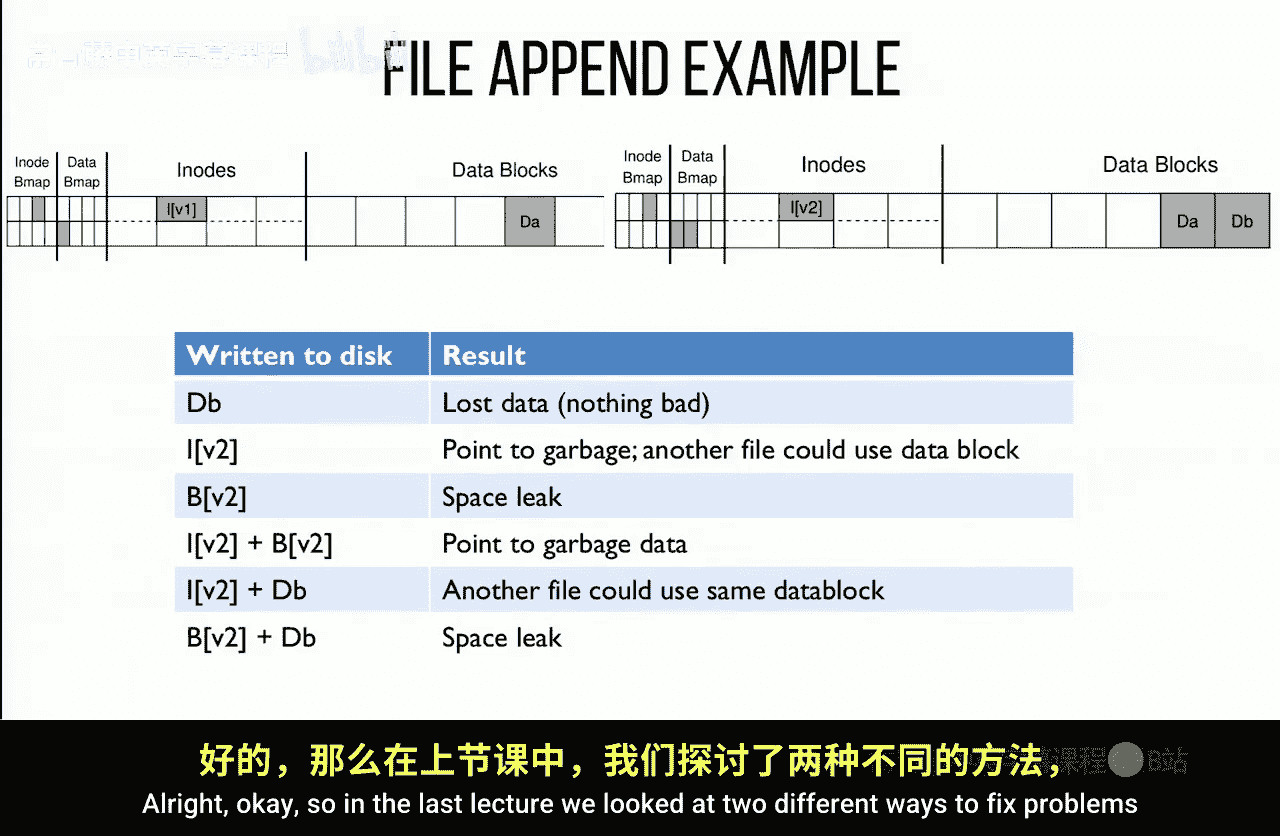 FILE APPEND EXAMPLE
Inode Bmap
Data Bmap
Inodes
Data Blocks
I[v1]
Da
Inode Bmap
Data Bmap
Inodes
Data Blocks
I[v2]
Da
Db
Written to disk Result
Db Lost data (nothing bad)
I[v2] Point to garbage; another file could use data block
B[v2] Space leak
I[v2] + B[v2] Point to garbage data
I[v2] + Db Another file could use same datablock
B[v2] + Db Space leak
好的，那么在上节课中，我们探讨了两种不同的方法，
Alright, okay, so in the last lecture we looked at two different ways to fix problems